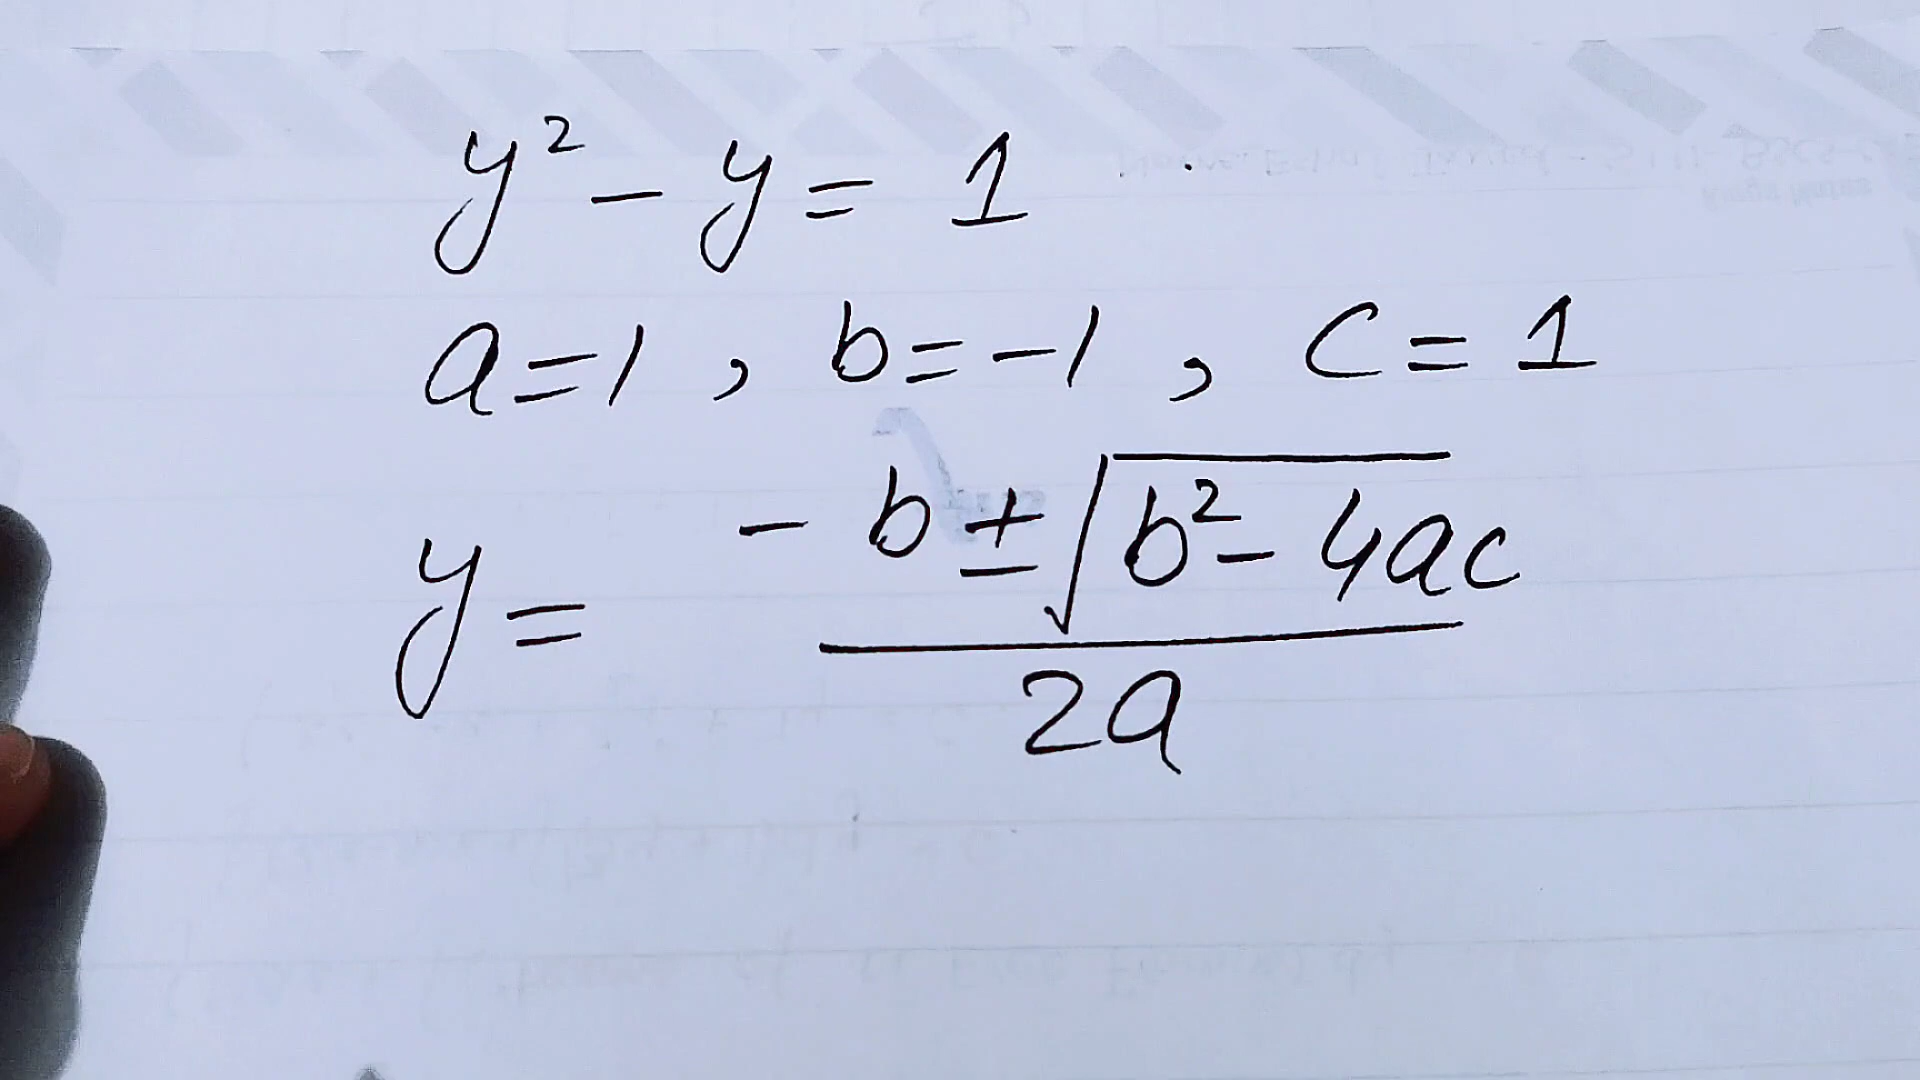 y² - y = 1
a=1 , b=-1 , c=1
y = -b±√b²-4ac / 2a